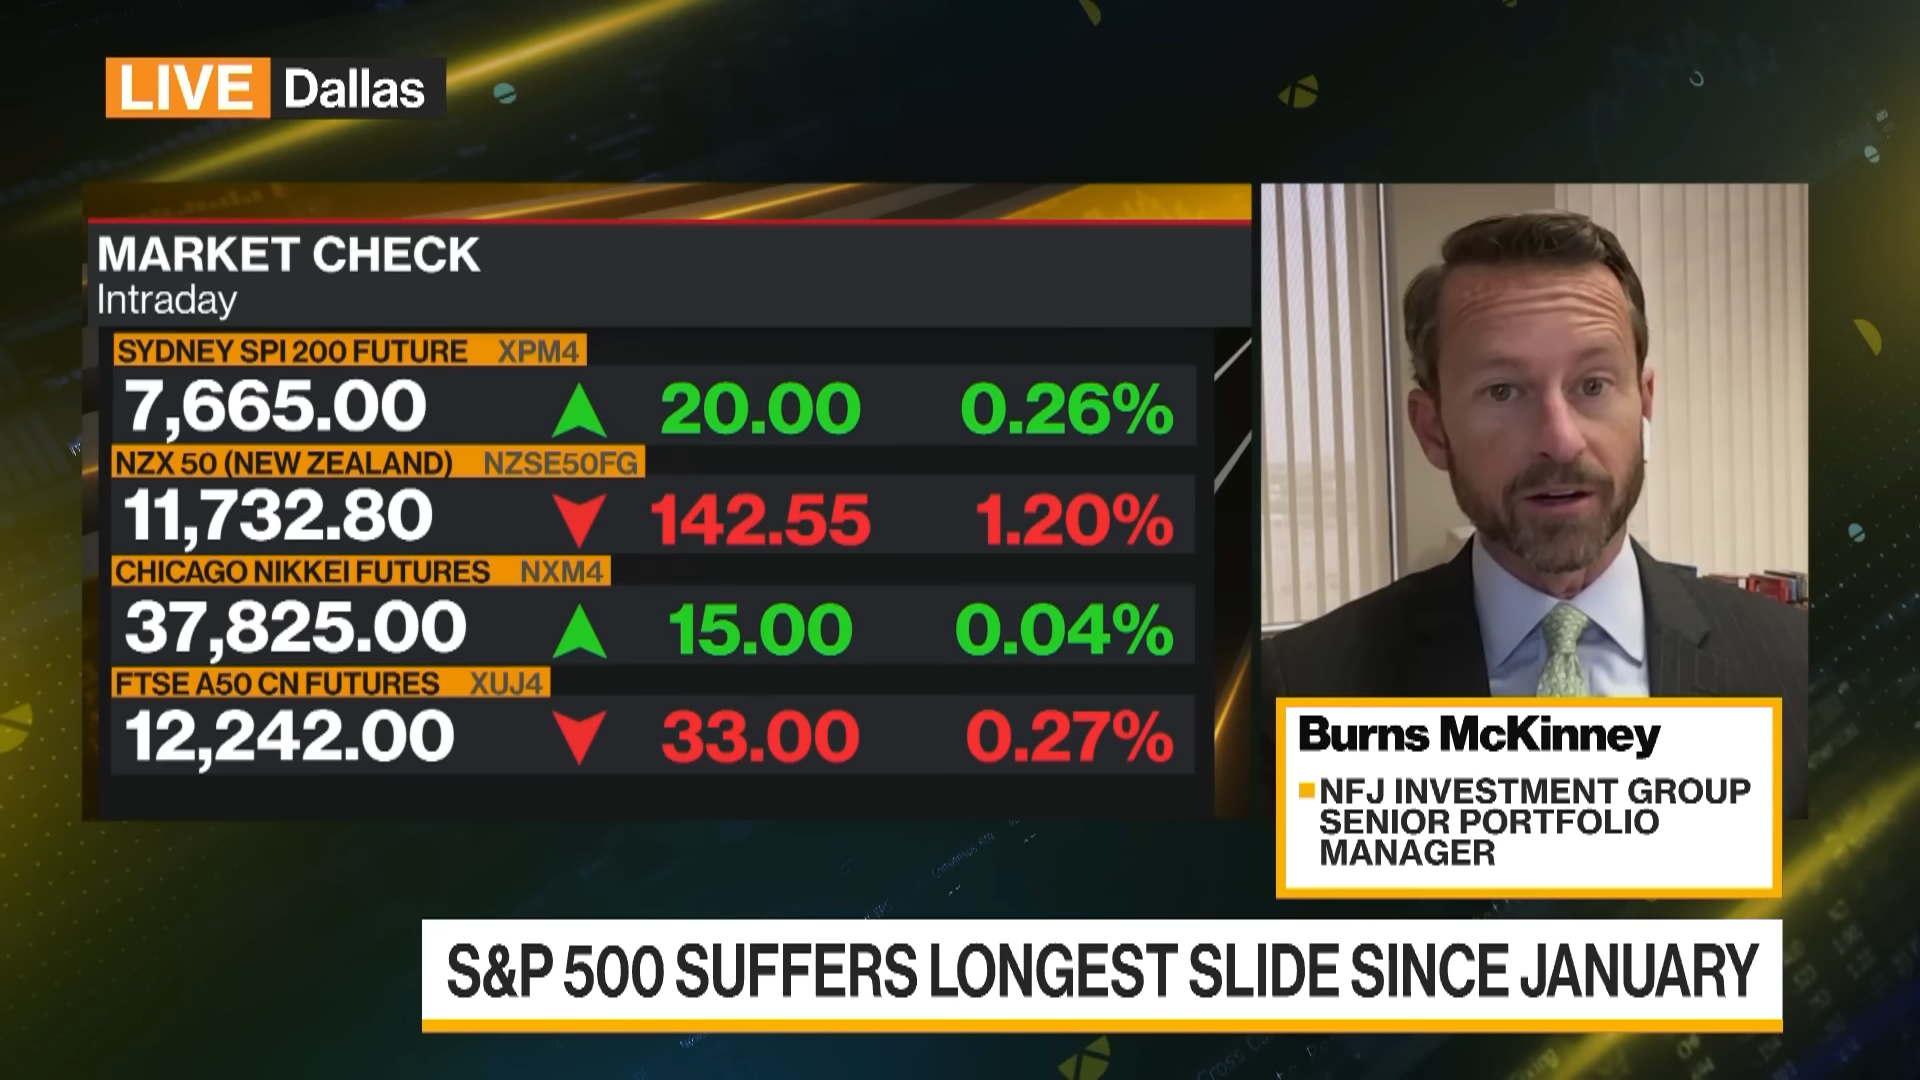 LIVE Dallas
MARKET CHECK
Intraday
SYDNEY SPI 200 FUTURE XPM4
7,665.00 20.00 0.26%
NZX 50 (NEW ZEALAND) NZSE50FG
11,732.80 142.55 1.20%
CHICAGO NIKKEI FUTURES NXM4
37,825.00 15.00 0.04%
FTSE A50 CN FUTURES XUJ4
12,242.00 33.00 0.27%
Burns McKinney
NFJ INVESTMENT GROUP
SENIOR PORTFOLIO
MANAGER
S&P 500 SUFFERS LONGEST SLIDE SINCE JANUARY